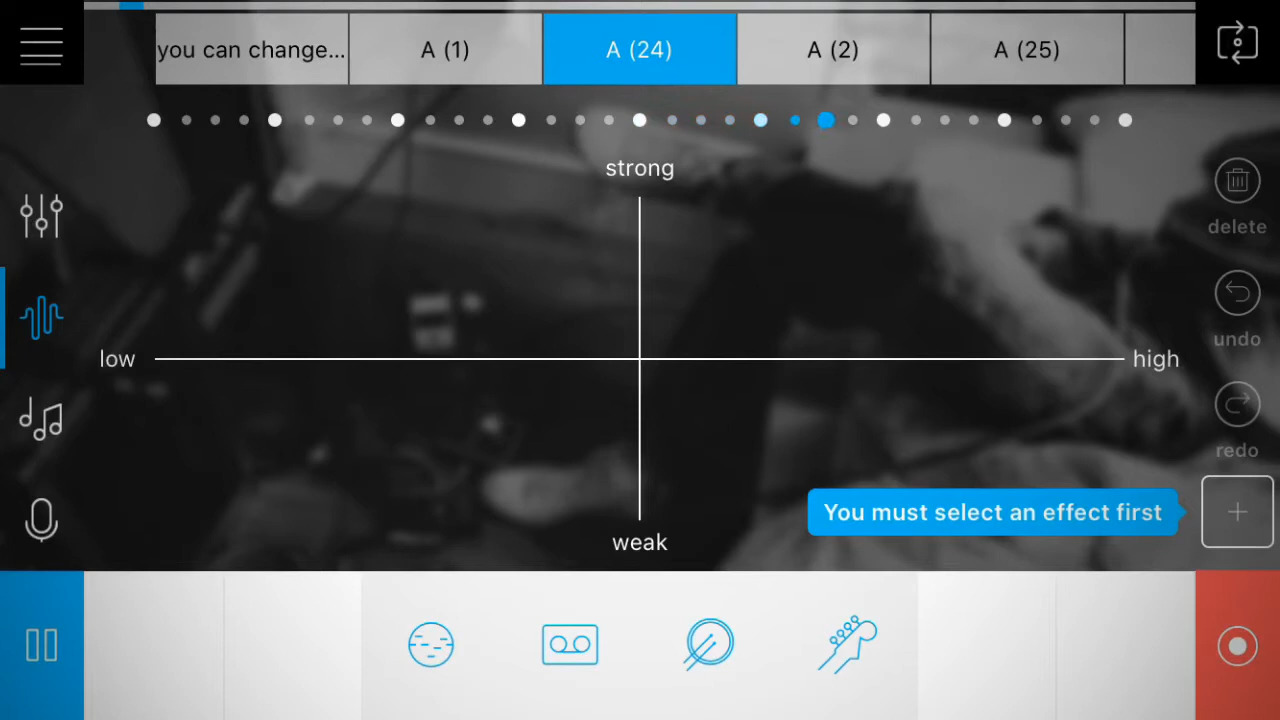 you can change...
A (1)
A (24)
A (2)
A (25)
strong
delete
undo
low
high
redo
You must select an effect first
weak